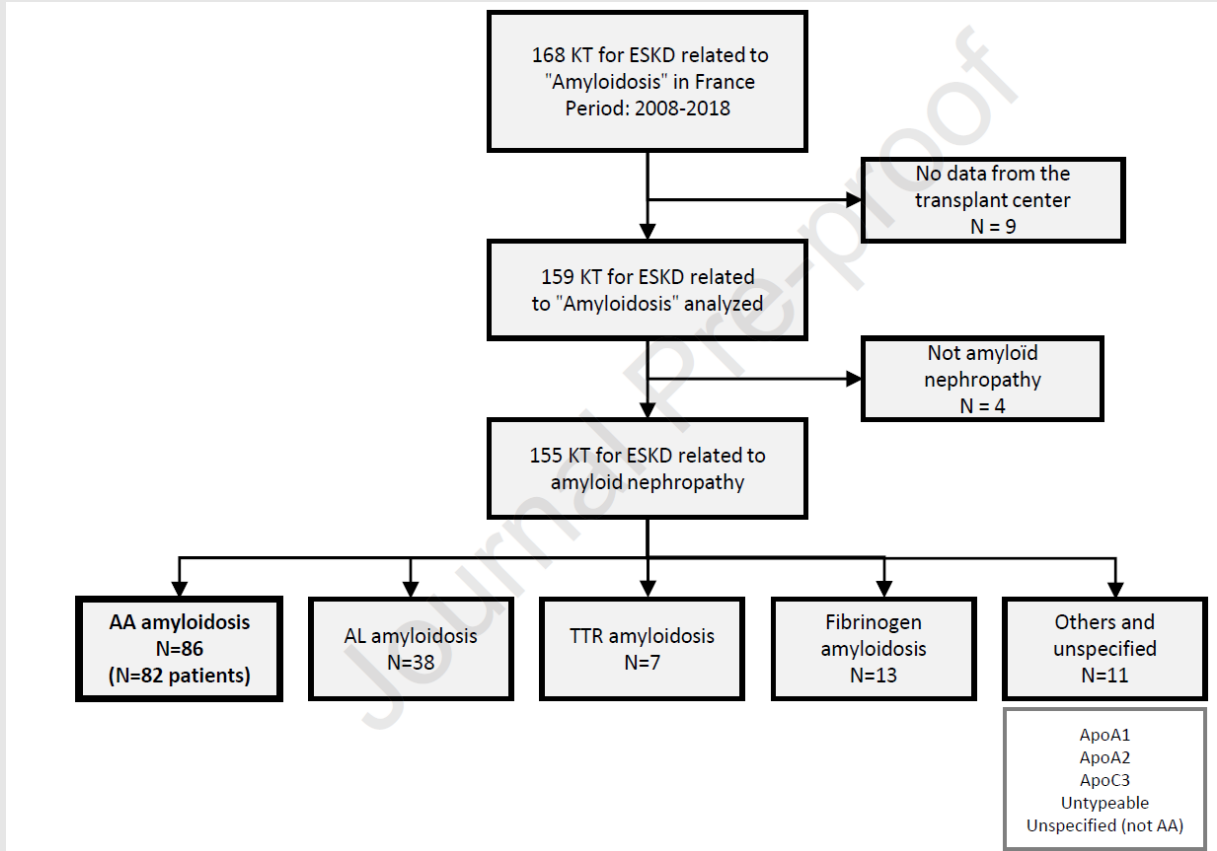 168 KT for ESKD related to
"Amyloidosis" in France
Period: 2008-2018
No data from the
transplant center
N = 9
159 KT for ESKD related
to "Amyloidosis" analyzed
Not amyloïd
nephropathy
N = 4
155 KT for ESKD related to
amyloid nephropathy
AA amyloidosis
N=86
(N=82 patients)
AL amyloidosis
N=38
TTR amyloidosis
N=7
Fibrinogen
amyloidosis
N=13
Others and
unspecified
N=11
ApoA1
ApoA2
ApoC3
Untypeable
Unspecified (not AA)
Journal Pre-proof